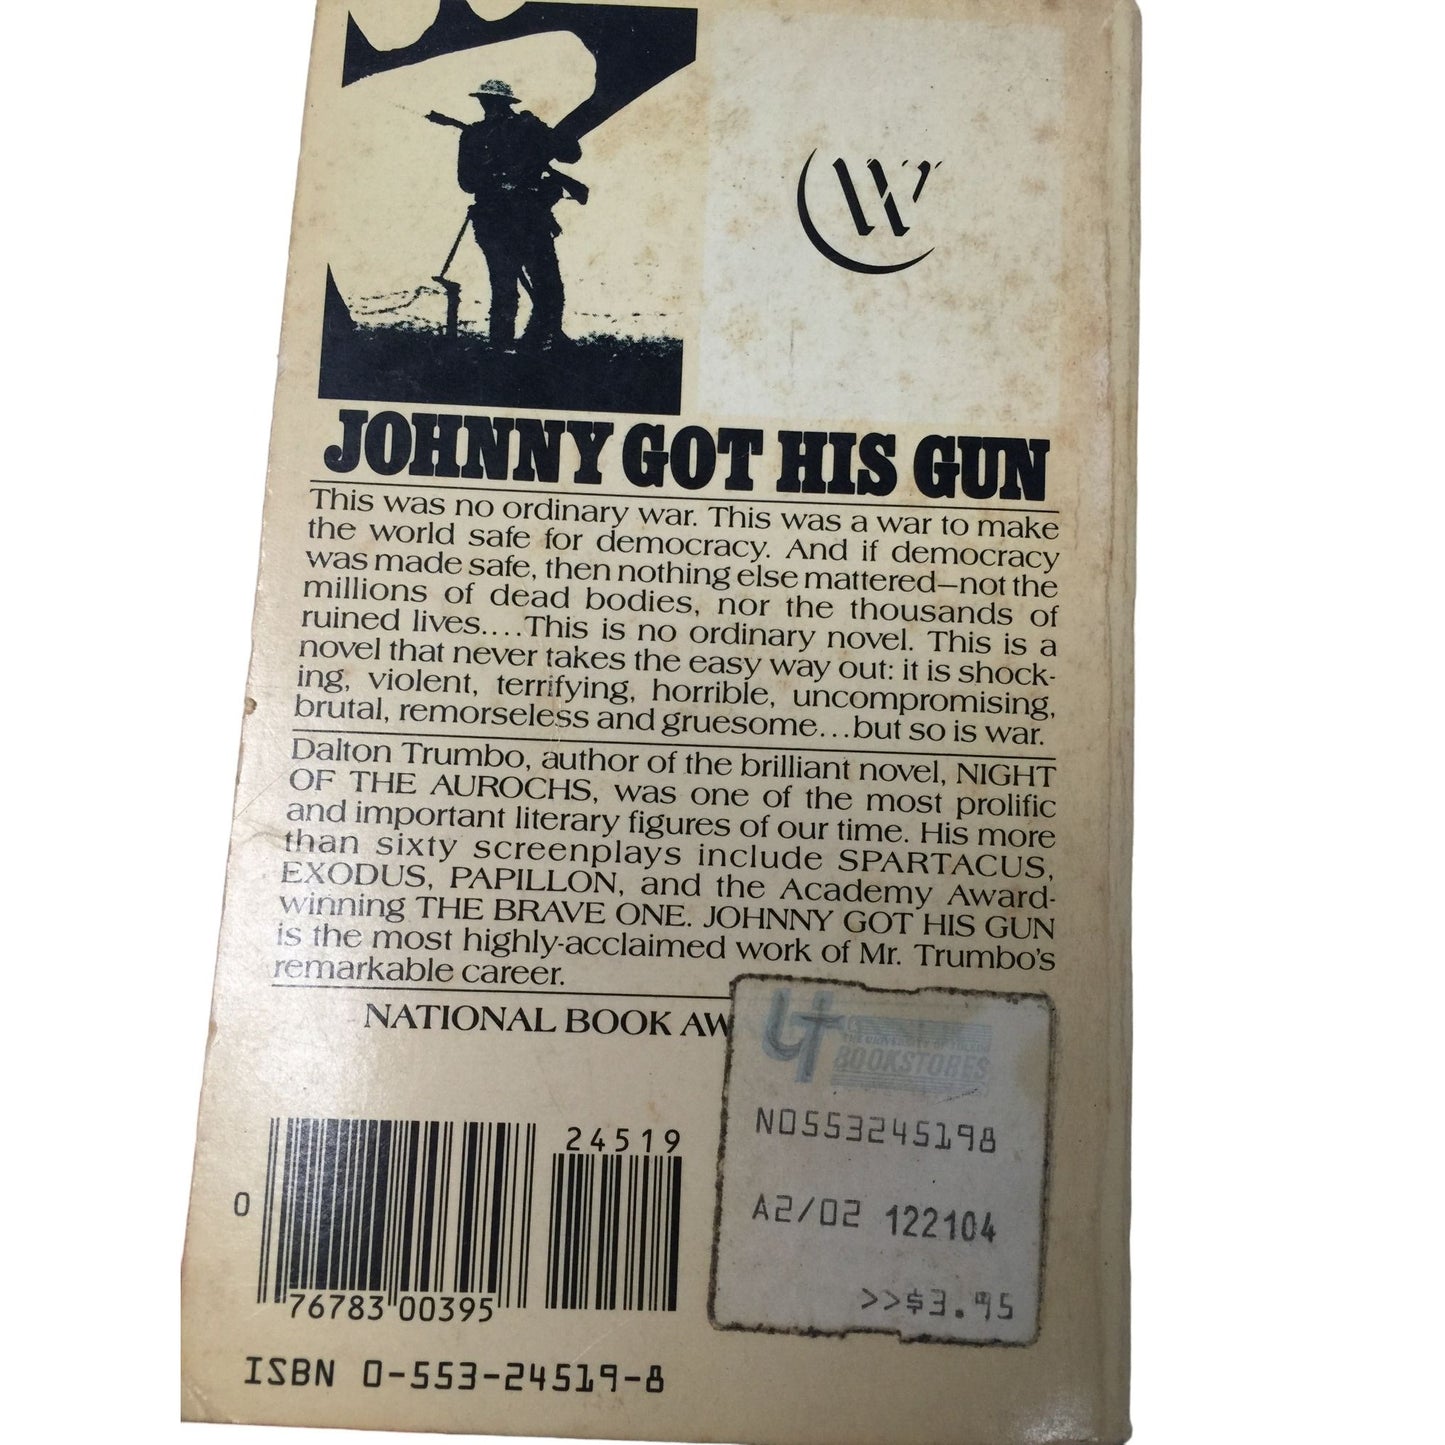 W
JOHNNY GOT HIS GUN
This was no ordinary war. This was a war to make
the world safe for democracy. And if democracy
was made safe, then nothing else mattered—not the
millions of dead bodies, nor the thousands of
ruined lives....This is no ordinary novel. This is a
novel that never takes the easy way out: it is shock-
ing, violent, terrifying, horrible, uncompromising,
brutal, remorseless and gruesome...but so is war.
Dalton Trumbo, author of the brilliant novel, NIGHT
OF THE AUROCHS, was one of the most prolific
and important literary figures of our time. His more
than sixty screenplays include SPARTACUS,
EXODUS, PAPILLON, and the Academy Award-
winning THE BRAVE ONE. JOHNNY GOT HIS GUN
is the most highly-acclaimed work of Mr. Trumbo's
remarkable career.
NATIONAL BOOK AW
UT
THE UNIVERSITY OF TOLEDO
BOOKSTORES
N0553245198
A2/02 122104
>>$3.95
24519
0
76783 00395
ISBN 0-553-24519-8